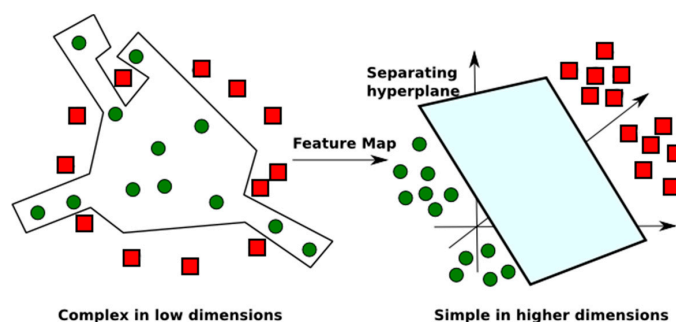 Separating
hyperplane
Feature Map
Complex in low dimensions
Simple in higher dimensions